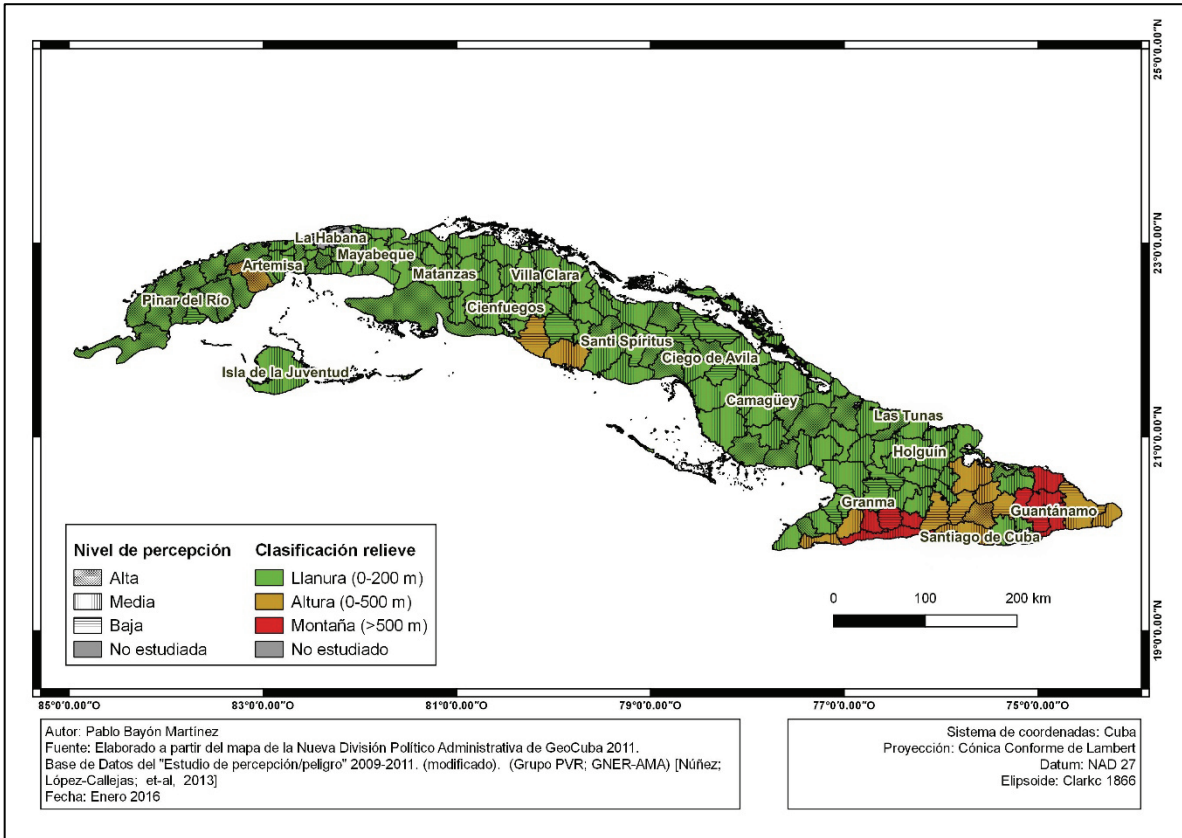 25°0'0.00"N
La Habana
Mayabeque
Artemisa
Matanzas
Villa Clara
23°0'0.00"N
Pinar del Río
Cienfuegos
Santi Spíritus
Ciego de Avila
Isla de la Juventud
Camagüey
Las Tunas
21°0'0.00"N
Holguín
Granma
Guantánamo
Santiago de Cuba
Nivel de percepción
Alta
Media
Baja
No estudiada
Clasificación relieve
Llanura (0-200 m)
Altura (0-500 m)
Montaña (>500 m)
No estudiado
0 100 200 km
19°0'0.00"N
85°0'0.00"O 83°0'0.00"O 81°0'0.00"O 79°0'0.00"O 77°0'0.00"O 75°0'0.00"O
Autor: Pablo Bayón Martínez
Fuente: Elaborado a partir del mapa de la Nueva División Político Administrativa de GeoCuba 2011.
Base de Datos del "Estudio de percepción/peligro" 2009-2011. (modificado). (Grupo PVR; GNER-AMA) [Núñez;
López-Callejas; et-al, 2013]
Fecha: Enero 2016
Sistema de coordenadas: Cuba
Proyección: Cónica Conforme de Lambert
Datum: NAD 27
Elipsoide: Clarkc 1866